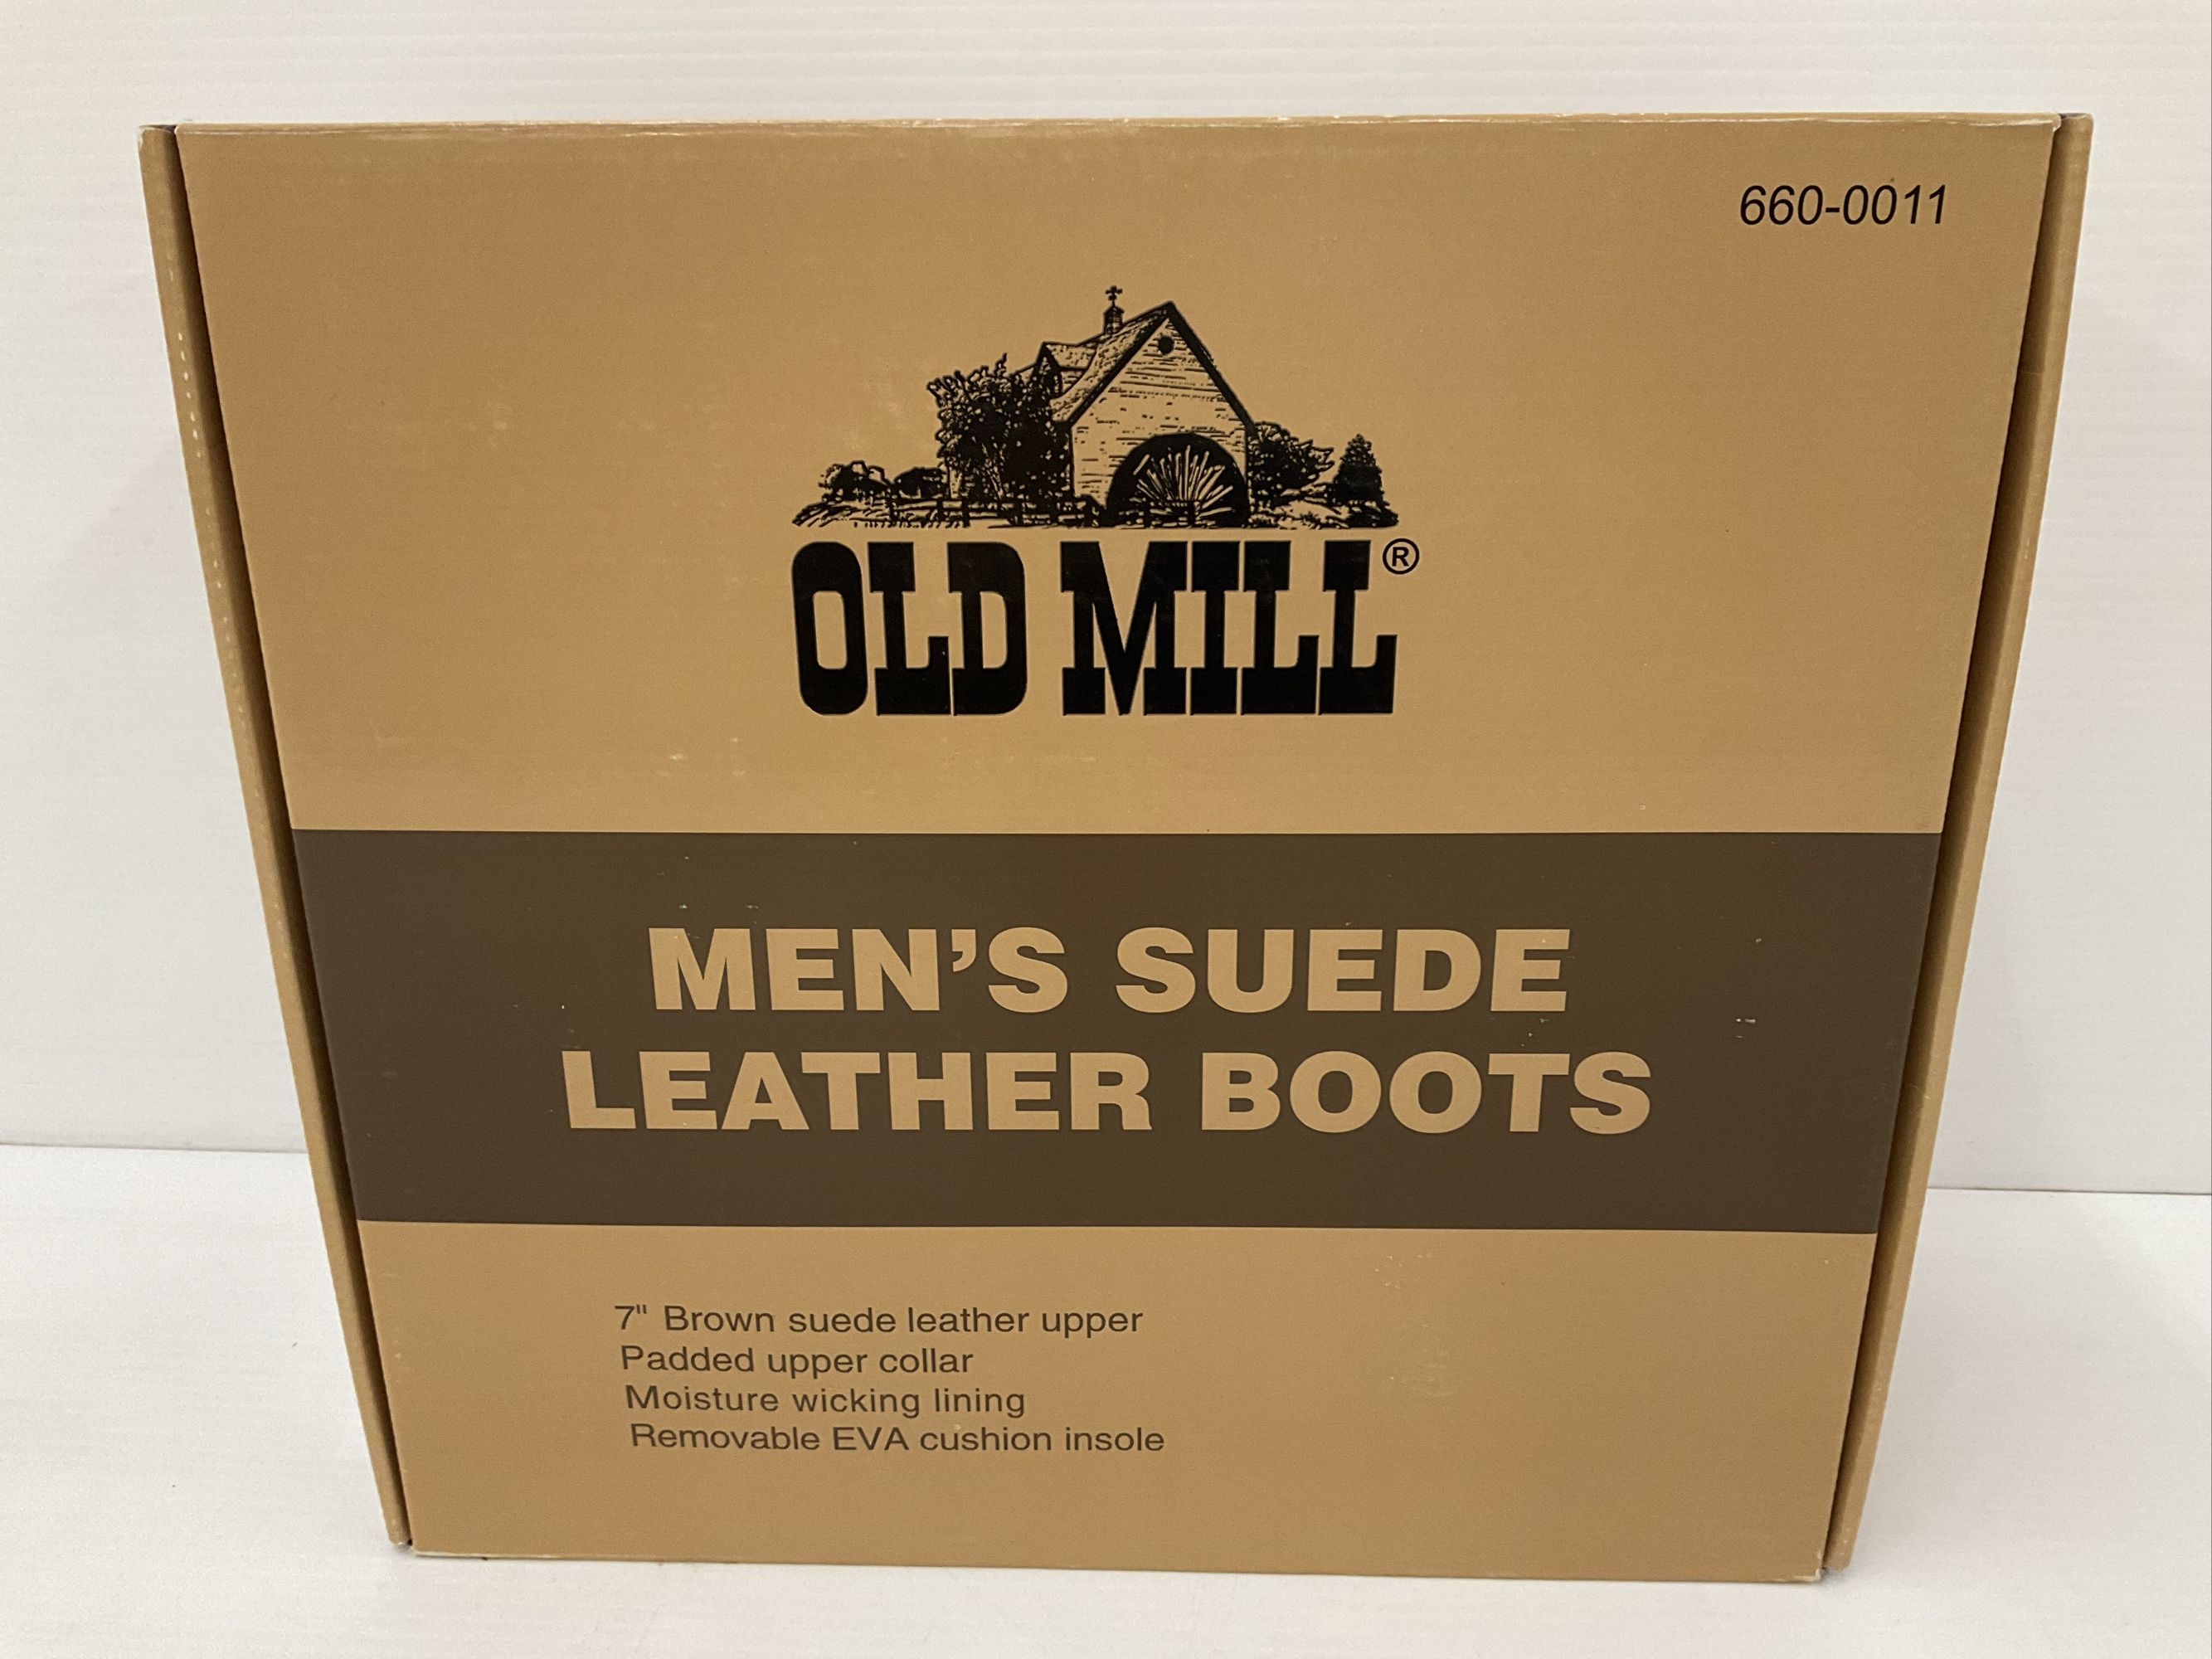 660-0011
OLD MILL®
MEN'S SUEDE
LEATHER BOOTS
7" Brown suede leather upper
Padded upper collar
Moisture wicking lining
Removable EVA cushion insole